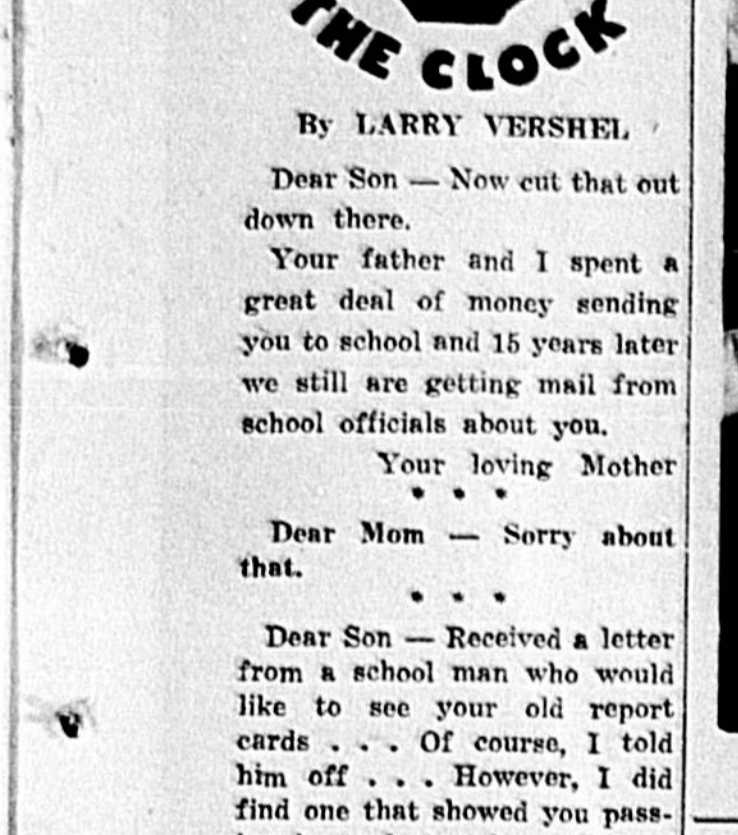 THE CLOCK
By LARRY VERSHEL
Dear Son — Now cut that out
down there.
Your father and I spent a
great deal of money sending
you to school and 15 years later
we still are getting mail from
school officials about you.
Your loving Mother
* * *
Dear Mom — Sorry about
that.
* * *
Dear Son — Received a letter
from a school man who would
like to see your old report
cards . . . Of course, I told
him off . . . However, I did
find one that showed you pass-